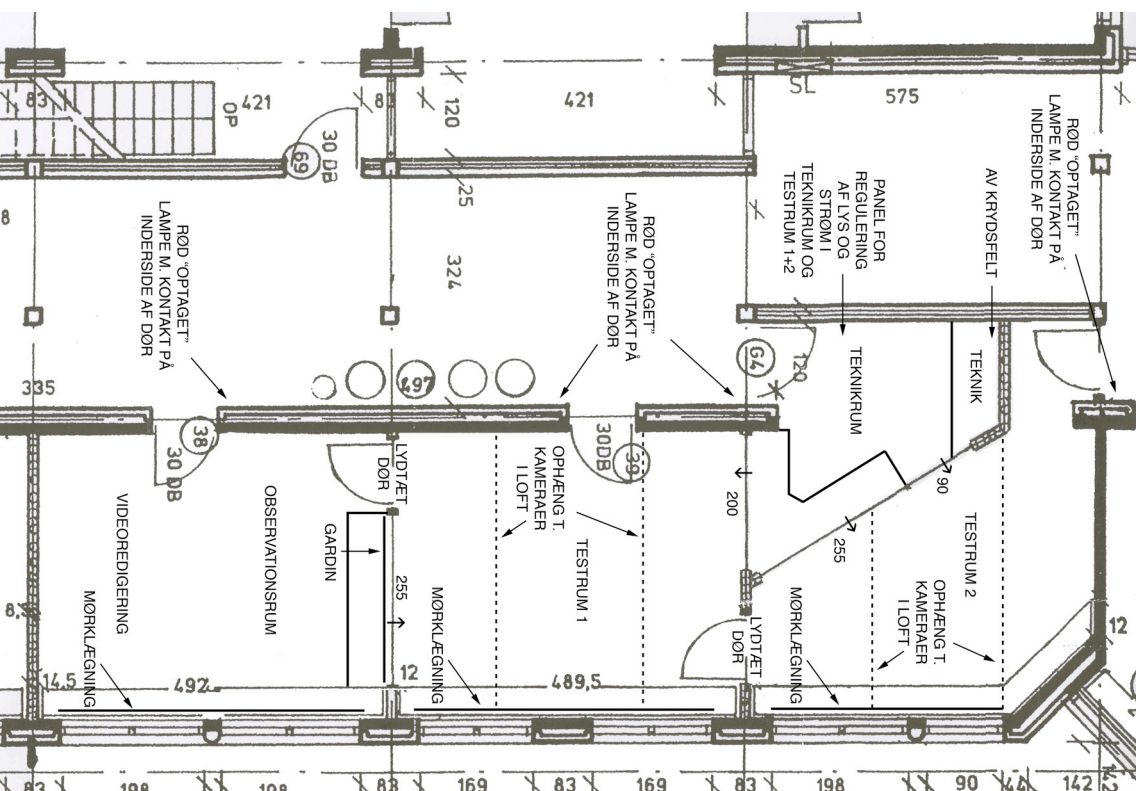 SL
83
421
8
120
421
575
OP
30 DB
69
25
RØD "OPTAGET"
LAMPE M. KONTAKT PÅ
INDERSIDE AF DØR
AV KRYDSFELT
PANEL FOR
REGULERING
AF LYS OG
STRØM I
TEKNIKRUM OG
TESTRUM 1+2
RØD "OPTAGET"
LAMPE M. KONTAKT PÅ
INDERSIDE AF DØR
RØD "OPTAGET"
LAMPE M. KONTAKT PÅ
INDERSIDE AF DØR
8
324
335
497
G4
120
TEKNIKRUM
TEKNIK
38
30 DB
30DB
39
LYDTÆT
DØR
OPHÆNG T.
KAMERAER
I LOFT
200
90
255
TESTRUM 2
VIDEOREDIGERING
OBSERVATIONSRUM
GARDIN
TESTRUM 1
255
OPHÆNG T.
KAMERAER
I LOFT
MØRKLÆGNING
MØRKLÆGNING
MØRKLÆGNING
LYDTÆT
DØR
12
14,5
492
12
489,5
83
198
198
83
169
83
169
83
198
90
44
142